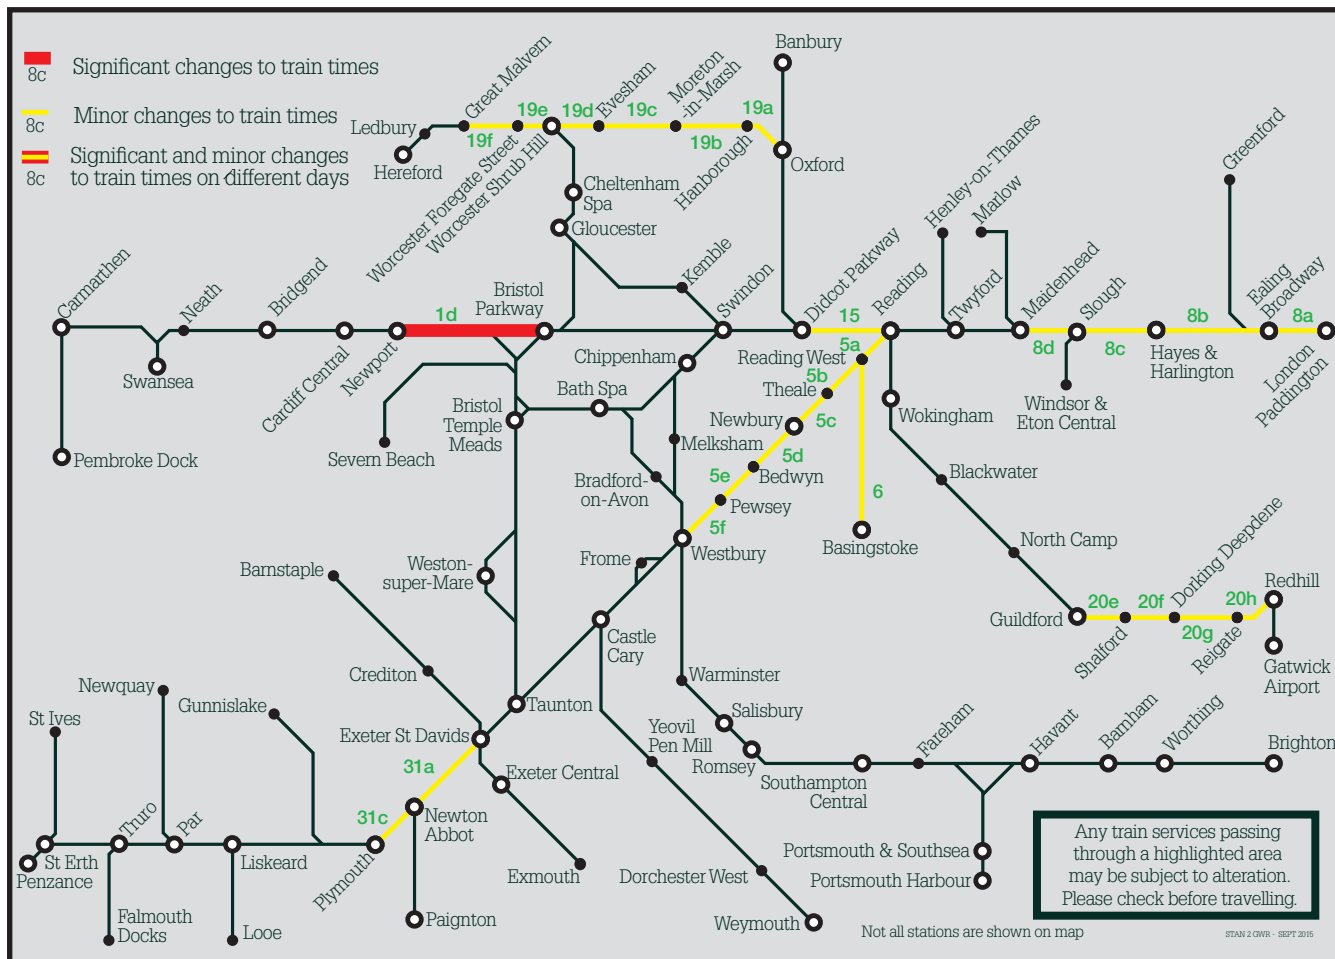 8c
Significant changes to train times
8c
Minor changes to train times
8c
Significant and minor changes
to train times on different days
Banbury
Great Malvern
Evesham
Moreton
-in-Marsh
19e
19d
19c
19a
Ledbury
19f
19b
Hereford
Worcester Foregate Street
Worcester Shrub Hill
Hanborough
Oxford
Greenford
Henley-on-Thames
Marlow
Cheltenham
Spa
Gloucester
Carmarthen
Neath
Bridgend
Bristol
Parkway
Kemble
Swindon
Didcot Parkway
Reading
Twyford
Maidenhead
Slough
Ealing
Broadway
1d
15
8b
8a
Swansea
Cardiff Central
Newport
Chippenham
Reading West
5a
8d
8c
Hayes &
Harlington
London
Paddington
Bath Spa
Theale
5b
Bristol
Temple
Meads
Newbury
5c
Wokingham
Windsor &
Eton Central
Pembroke Dock
Severn Beach
Melksham
5d
Bradford-
on-Avon
5e
Bedwyn
Blackwater
Pewsey
6
5f
Westbury
Basingstoke
North Camp
Frome
Weston-
super-Mare
Barnstaple
Dorking Deepdene
Redhill
20e
20f
20h
Guildford
Shalford
20g
Reigate
Castle
Cary
Gatwick
Airport
Crediton
Warminster
Newquay
Gunnislake
Taunton
Salisbury
St Ives
Exeter St Davids
Yeovil
Pen Mill
Romsey
Fareham
Havant
Barnham
Worthing
Brighton
31a
Exeter Central
Southampton
Central
31c
Newton
Abbot
Truro
Par
St Erth
Penzance
Liskeard
Plymouth
Exmouth
Dorchester West
Portsmouth & Southsea
Portsmouth Harbour
Falmouth
Docks
Looe
Paignton
Weymouth
Any train services passing
through a highlighted area
may be subject to alteration.
Please check before travelling.
Not all stations are shown on map
STAN 2 GWR - SEPT 2015